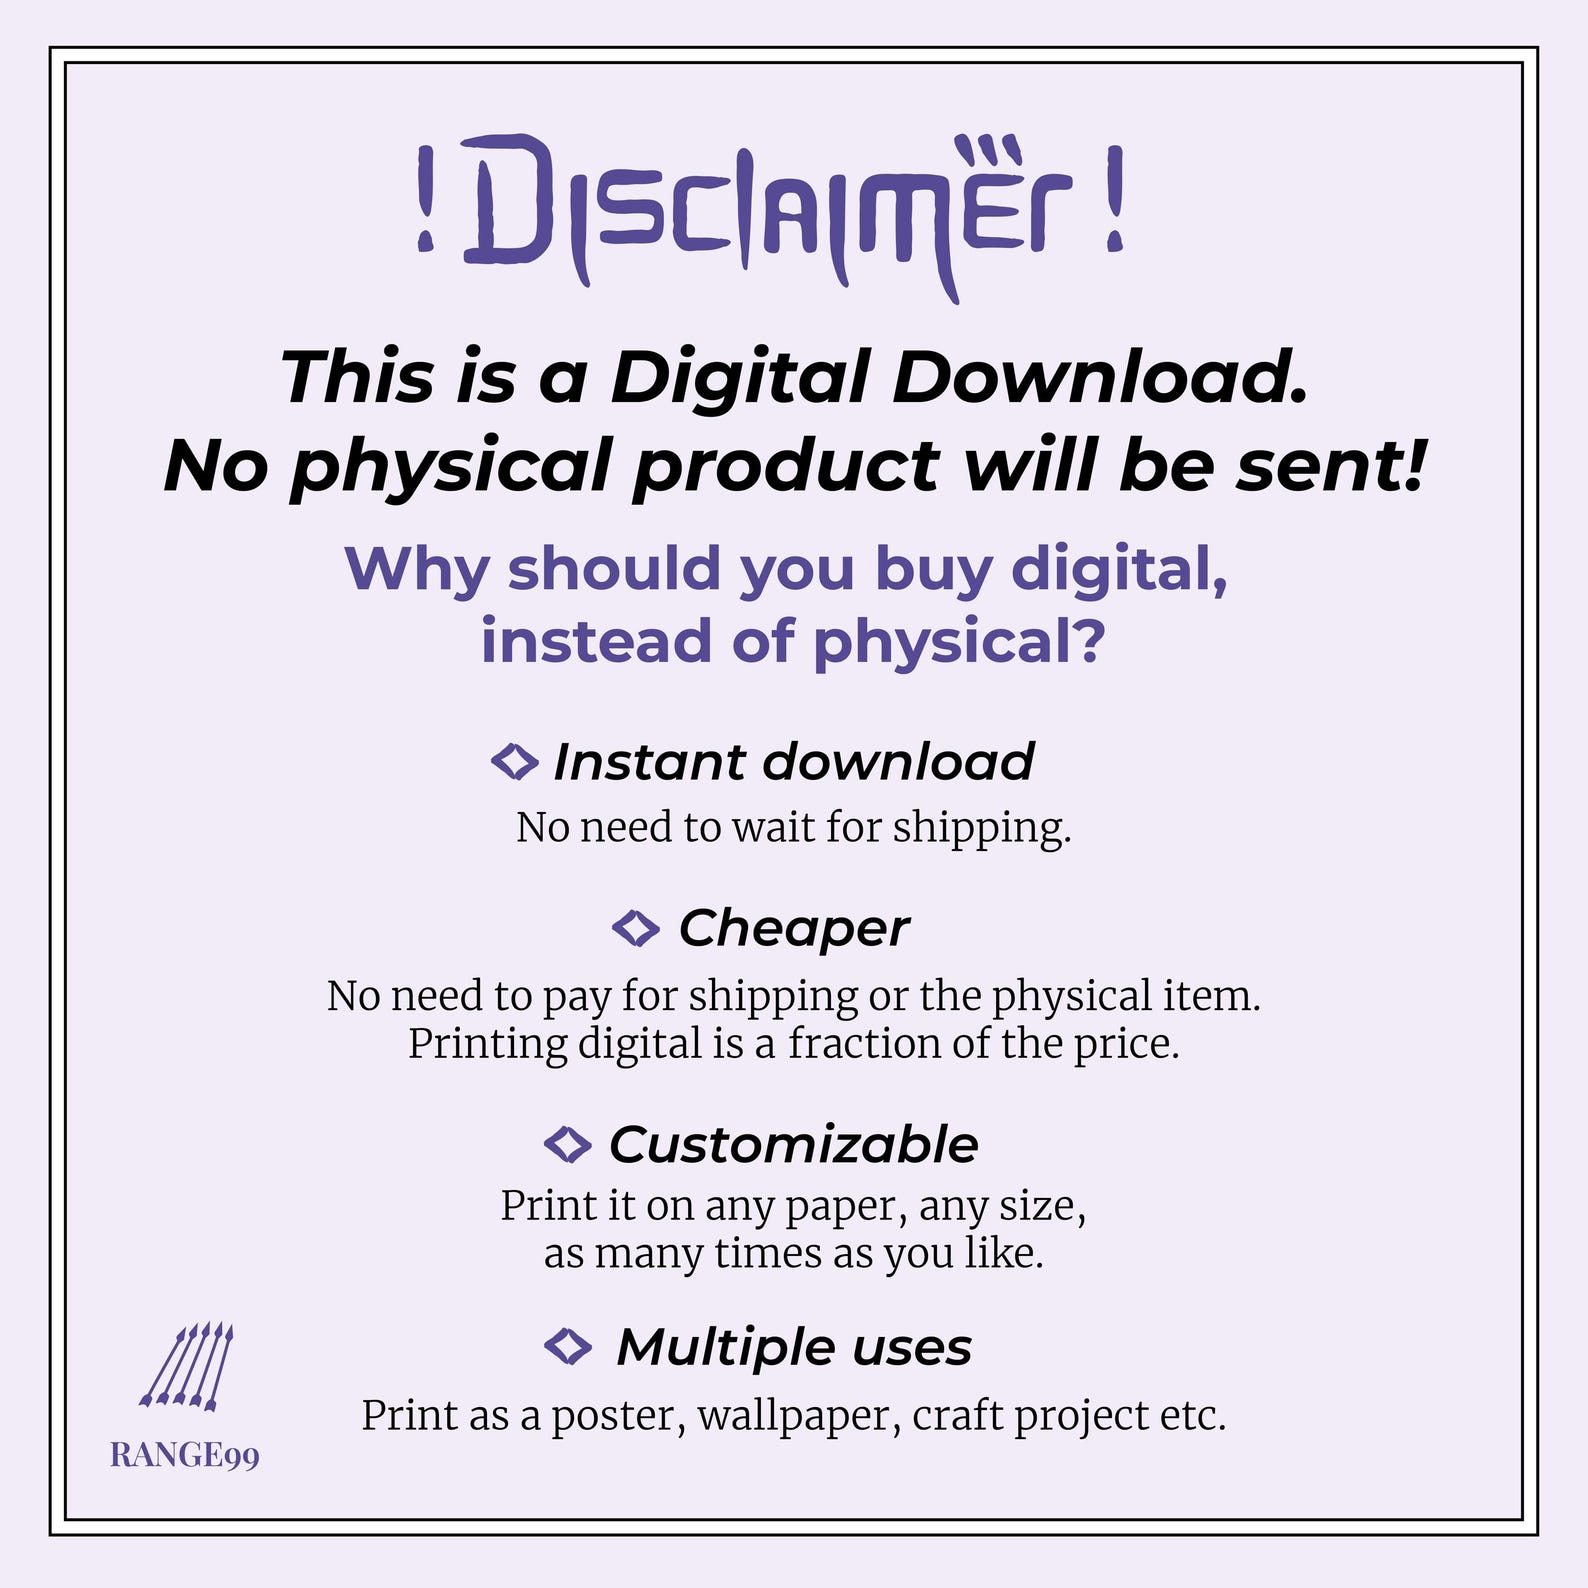 ! Disclaimer !
This is a Digital Download.
No physical product will be sent!
Why should you buy digital,
instead of physical?
Instant download
No need to wait for shipping.
Cheaper
No need to pay for shipping or the physical item.
Printing digital is a fraction of the price.
Customizable
Print it on any paper, any size,
as many times as you like.
Multiple uses
Print as a poster, wallpaper, craft project etc.
RANGE99